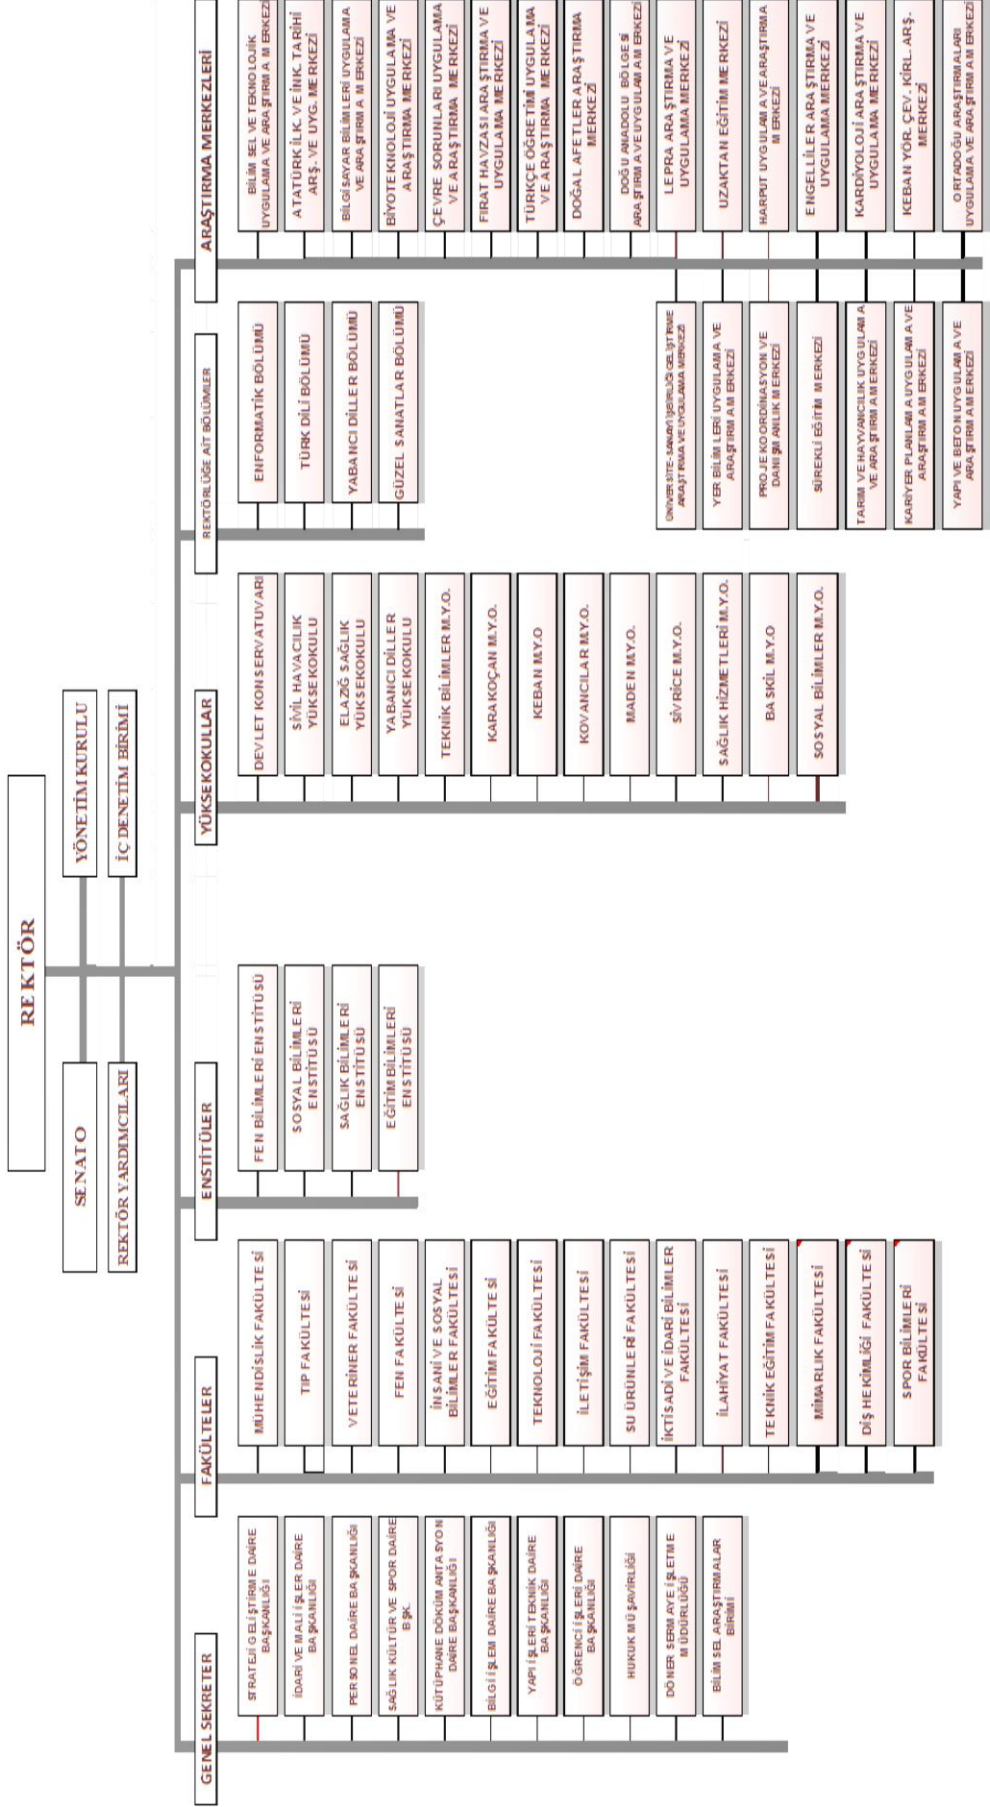 REKTÖR
SENATO
YÖNETİM KURULU
REKTÖR YARDIMCILARI
İÇ DENETİM BİRİMİ
GENEL SEKRETER
STRATEJİ GELİŞTİRME DAİRE
BAŞKANLIĞI
İDARİ VE MALİ İŞLER DAİRE
BAŞKANLIĞI
PERSONEL DAİRE BAŞKANLIĞI
SAĞLIK KÜLTÜR VE SPOR DAİRE
BŞK.
KÜTÜPHANE DÖKÜMANTASYON
DAİRE BAŞKANLIĞI
BİLGİ İŞLEM DAİRE BAŞKANLIĞI
YAPI İŞLERİ TEKNİK DAİRE
BAŞKANLIĞI
ÖĞRENCİ İŞLERİ DAİRE
BAŞKANLIĞI
HUKUK MÜŞAVİRLİĞİ
DÖNER SERMAYE İŞLETME
MÜDÜRLÜĞÜ
BİLİMSEL ARAŞTIRMALAR
BİRİMİ
FAKÜLTELER
MÜHENDİSLİK FAKÜLTESİ
TIP FAKÜLTESİ
VETERİNER FAKÜLTESİ
FEN FAKÜLTESİ
İNSANİ VE SOSYAL
BİLİMLER FAKÜLTESİ
EĞİTİM FAKÜLTESİ
TEKNOLOJİ FAKÜLTESİ
İLETİŞİM FAKÜLTESİ
SU ÜRÜNLERİ FAKÜLTESİ
İKTİSADİ VE İDARİ BİLİMLER
FAKÜLTESİ
İLAHİYAT FAKÜLTESİ
TEKNİK EĞİTİM FAKÜLTESİ
MİMARLIK FAKÜLTESİ
DİŞ HEKİMLİĞİ FAKÜLTESİ
SPOR BİLİMLERİ
FAKÜLTESİ
ENSTİTÜLER
FEN BİLİMLERİ ENSTİTÜSÜ
SOSYAL BİLİMLERİ
ENSTİTÜSÜ
SAĞLIK BİLİMLERİ
ENSTİTÜSÜ
EĞİTİM BİLİMLERİ
ENSTİTÜSÜ
YÜKSEKOKULLAR
DEVLET KONSERVATUVARI
SİVİL HAVACILIK
YÜKSEKOKULU
ELAZIĞ SAĞLIK
YÜKSEKOKULU
YABANCI DİLLER
YÜKSEKOKULU
TEKNİK BİLİMLER M.Y.O.
KARAKOÇAN M.Y.O.
KEBAN M.Y.O
KOVANCILAR M.Y.O.
MADEN M.Y.O.
SİVRİCE M.Y.O.
SAĞLIK HİZMETLERİ M.Y.O.
BASKİL M.Y.O
SOSYAL BİLİMLER M.Y.O.
REKTÖRLÜĞE AİT BÖLÜMLER
ENFORMATİK BÖLÜMÜ
TÜRK DİLİ BÖLÜMÜ
YABANCI DİLLER BÖLÜMÜ
GÜZEL SANATLAR BÖLÜMÜ
ARAŞTIRMA MERKEZLERİ
BİLİMSEL VE TEKNOLOJİK
UYGULAMA VE ARAŞTIRMA MERKEZİ
ATATÜRK İLK. VE İNK. TARİHİ
ARŞ. VE UYG. MERKEZİ
BİLGİSAYAR BİLİMLERİ UYGULAMA
VE ARAŞTIRMA MERKEZİ
BİYOTEKNOLOJİ UYGULAMA VE
ARAŞTIRMA MERKEZİ
ÇEVRE SORUNLARI UYGULAMA
VE ARAŞTIRMA MERKEZİ
FIRAT HAVZASI ARAŞTIRMA VE
UYGULAMA MERKEZİ
TÜRKÇE ÖĞRETİMİ UYGULAMA
VE ARAŞTIRMA MERKEZİ
DOĞAL AFETLER ARAŞTIRMA
MERKEZİ
DOĞU ANADOLU BÖLGESİ
ARAŞTIRMA VE UYGULAMA MERKEZİ
LEPRA ARAŞTIRMA VE
UYGULAMA MERKEZİ
UZAKTAN EĞİTİM MERKEZİ
HARPUT UYGULAMA VE ARAŞTIRMA
MERKEZİ
ENGELLİLER ARAŞTIRMA VE
UYGULAMA MERKEZİ
KARDİYOLOJİ ARAŞTIRMA VE
UYGULAMA MERKEZİ
KEBAN YÖR. ÇEV. KİRL. ARŞ.
MERKEZİ
ORTADOĞU ARAŞTIRMALARI
UYGULAMA VE ARAŞTIRMA MERKEZİ
ÜNİVERSİTE-SANAYİ İŞBİRLİĞİ GELİŞTİRME
ARAŞTIRMA VE UYGULAMA MERKEZİ
YER BİLİMLERİ UYGULAMA VE
ARAŞTIRMA MERKEZİ
PROJE KOORDİNASYON VE
DANIŞMANLIK MERKEZİ
SÜREKLİ EĞİTİM MERKEZİ
TARIM VE HAYVANCILIK UYGULAMA
VE ARAŞTIRMA MERKEZİ
KARİYER PLANLAMA UYGULAMA VE
ARAŞTIRMA MERKEZİ
YAPI VE BETON UYGULAMA VE
ARAŞTIRMA MERKEZİ